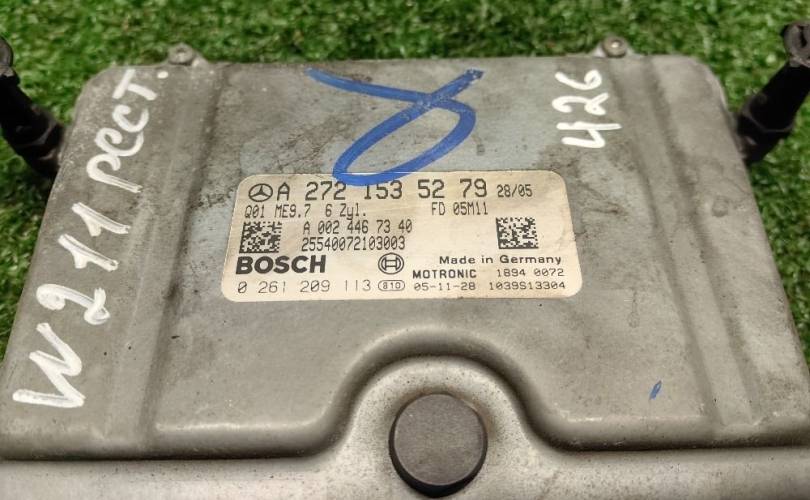 W211 рест.
426
A 272 153 52 79 28/05
Q01 ME9.7 6 Zyl. FD 05M11
A 002 446 73 40
25540072103003
BOSCH
Made in Germany
MOTRONIC 1894 0072
0 261 209 113 810 05-11-28 1039S13304